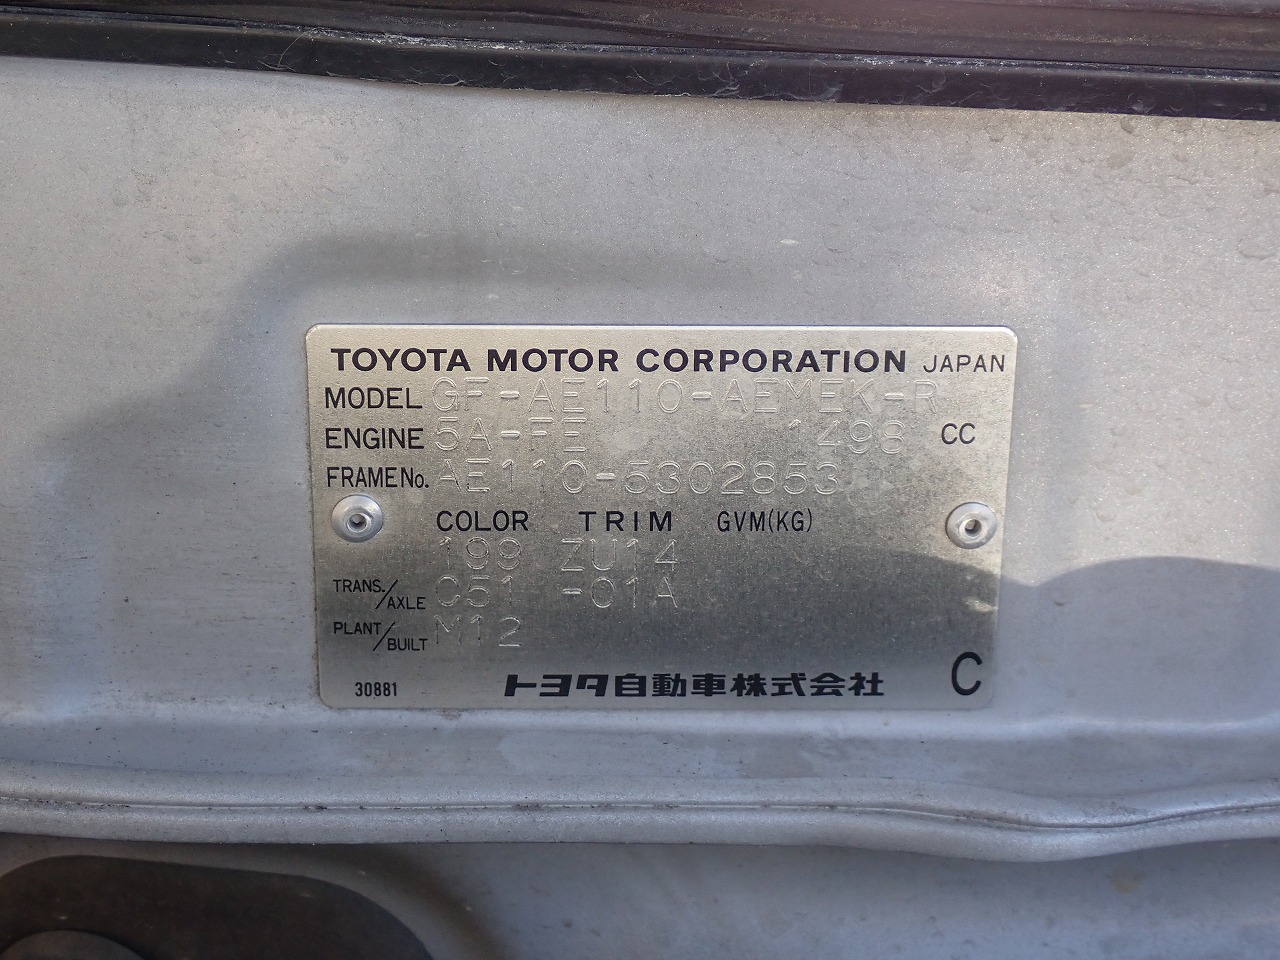 TOYOTA MOTOR CORPORATION JAPAN
MODEL GF-AE110-AEMEK-R
ENGINE 5A-FE 1498 CC
FRAME No. AE110-5302853
COLOR TRIM GVM(KG)
199 ZU14
TRANS./AXLE C51 -01A
PLANT/BUILT M12
30881 トヨタ自動車株式会社 C